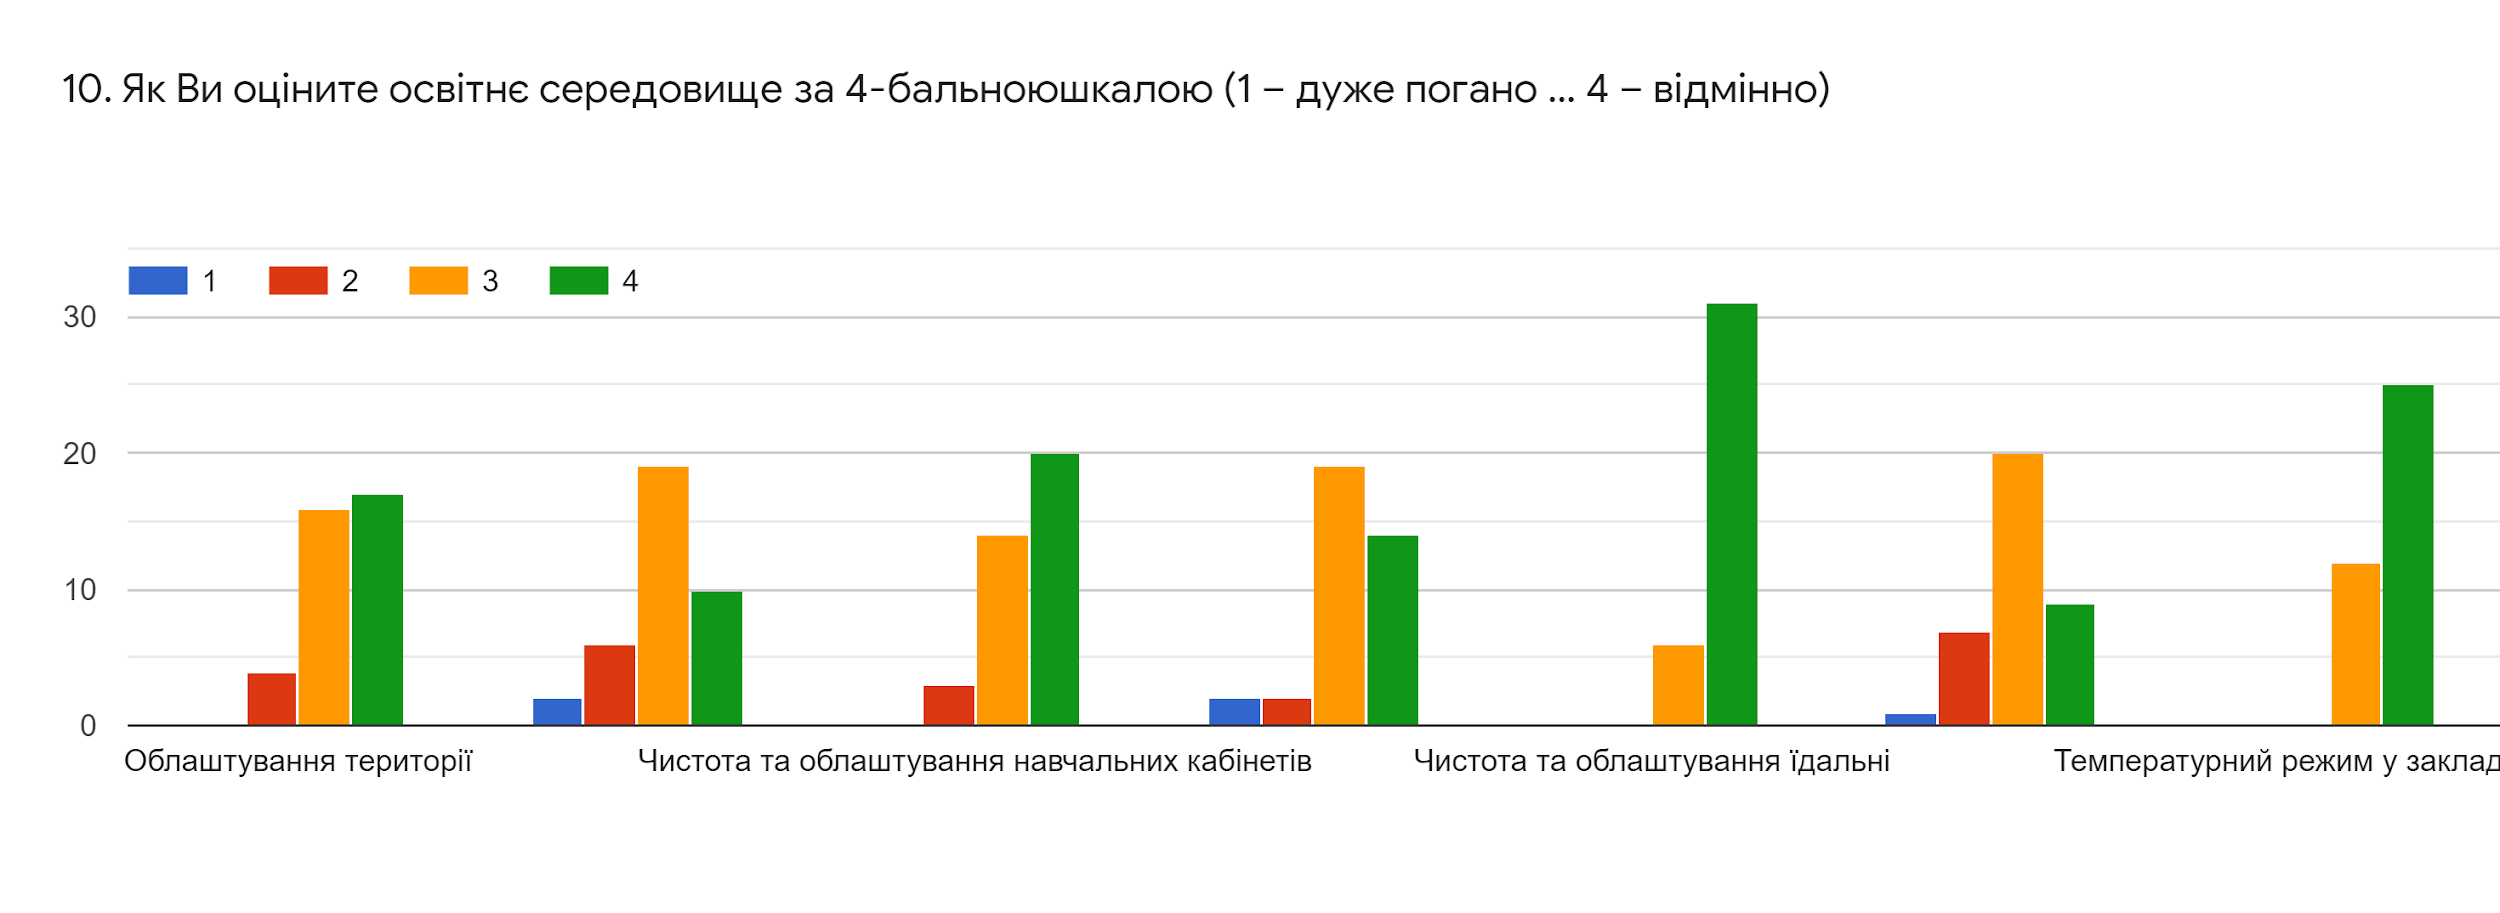 10. Як Ви оціните освітнє середовище за 4-бальноюшкалою (1 – дуже погано ... 4 – відмінно)
1 2 3 4
30
20
10
0
Облаштування території Чистота та облаштування навчальних кабінетів Чистота та облаштування їдальні Температурний режим у заклад